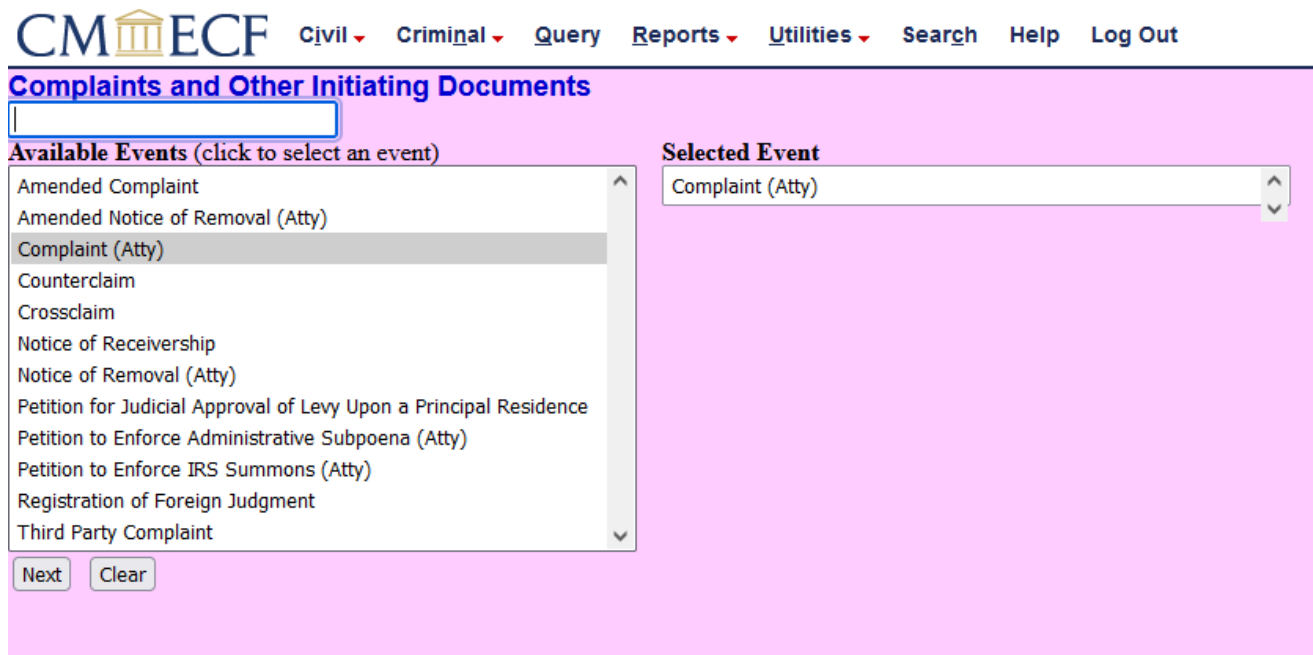 CM ECF Civil Criminal Query Reports Utilities Search Help Log Out
Complaints and Other Initiating Documents
Available Events (click to select an event)
Selected Event
Amended Complaint
Complaint (Atty)
Amended Notice of Removal (Atty)
Complaint (Atty)
Counterclaim
Crossclaim
Notice of Receivership
Notice of Removal (Atty)
Petition for Judicial Approval of Levy Upon a Principal Residence
Petition to Enforce Administrative Subpoena (Atty)
Petition to Enforce IRS Summons (Atty)
Registration of Foreign Judgment
Third Party Complaint
Next Clear